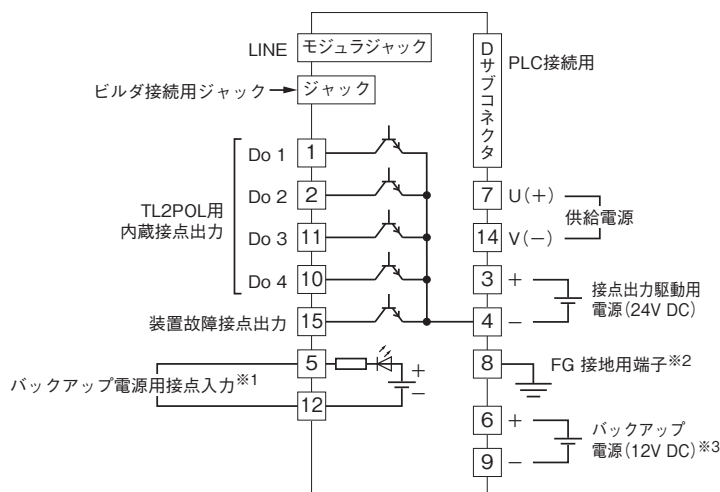 LINE モジュラジャック
ビルダ接続用ジャック ジャック
Do 1 1
Do 2 2
TL2POL用
内蔵接点出力
Do 3 11
Do 4 10
装置故障接点出力 15
5
バックアップ電源用接点入力※1
+
−
12
Dサブコネクタ
PLC接続用
7 U(+)
供給電源
14 V(−)
3 +
接点出力駆動用
電源(24V DC)
4 −
8 FG 接地用端子※2
6 +
バックアップ
電源(12V DC)※3
9 −